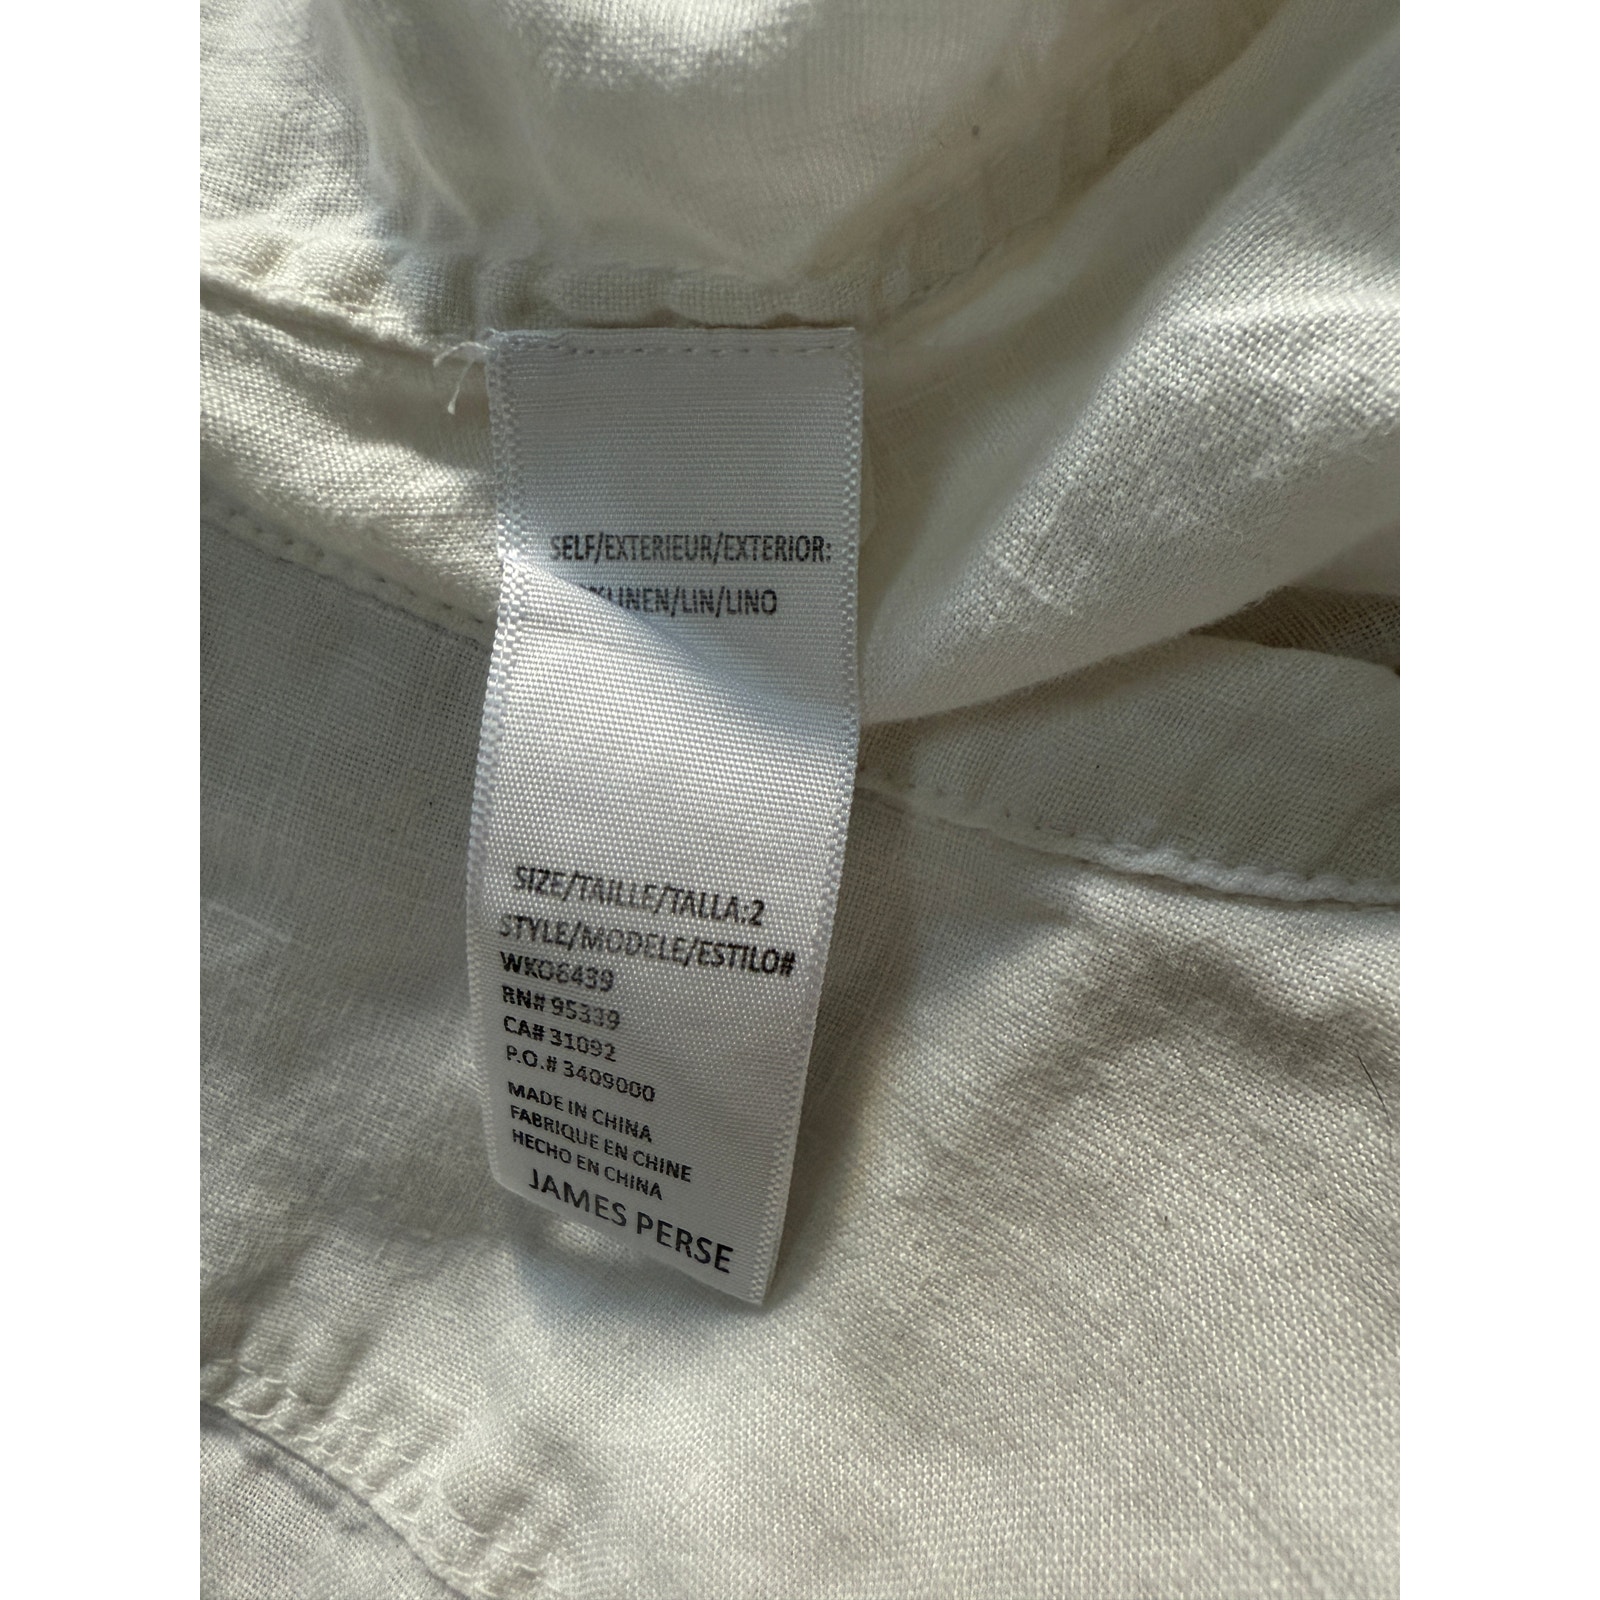 SELF/EXTERIEUR/EXTERIOR:
LINEN/LIN/LINO
SIZE/TAILLE/TALLA:2
STYLE/MODELE/ESTILO#
WKO6439
RN# 95339
CA# 31092
P.O.# 3409000
MADE IN CHINA
FABRIQUE EN CHINE
HECHO EN CHINA
JAMES PERSE